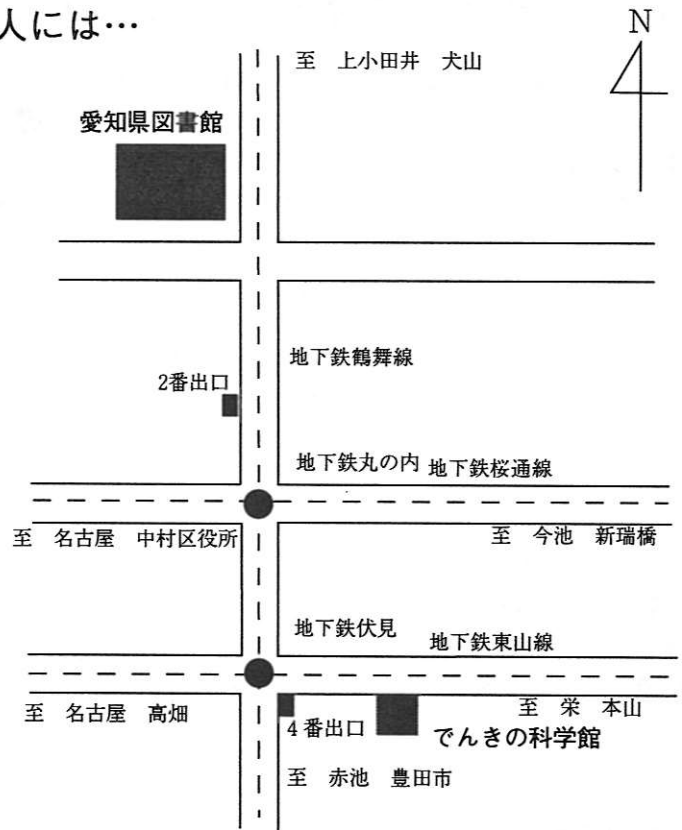 人には…
N
至 上小田井 犬山
愛知県図書館
地下鉄鶴舞線
2番出口
地下鉄丸の内 地下鉄桜通線
至 名古屋 中村区役所
至 今池 新瑞橋
地下鉄伏見 地下鉄東山線
至 名古屋 高畑
4番出口
至 栄 本山
でんきの科学館
至 赤池 豊田市